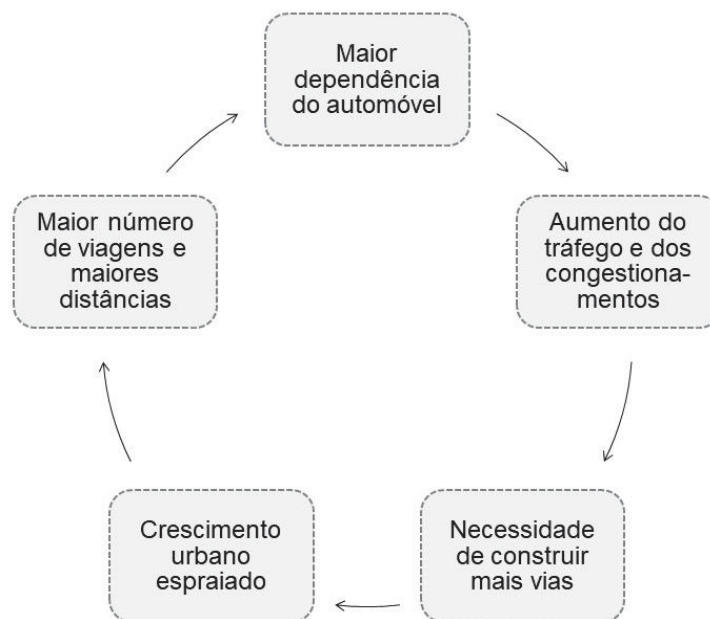 Maior
dependência
do automóvel
Aumento do
tráfego e dos
congestiona-
mentos
Necessidade
de construir
mais vias
Crescimento
urbano
espraiado
Maior número
de viagens e
maiores
distâncias